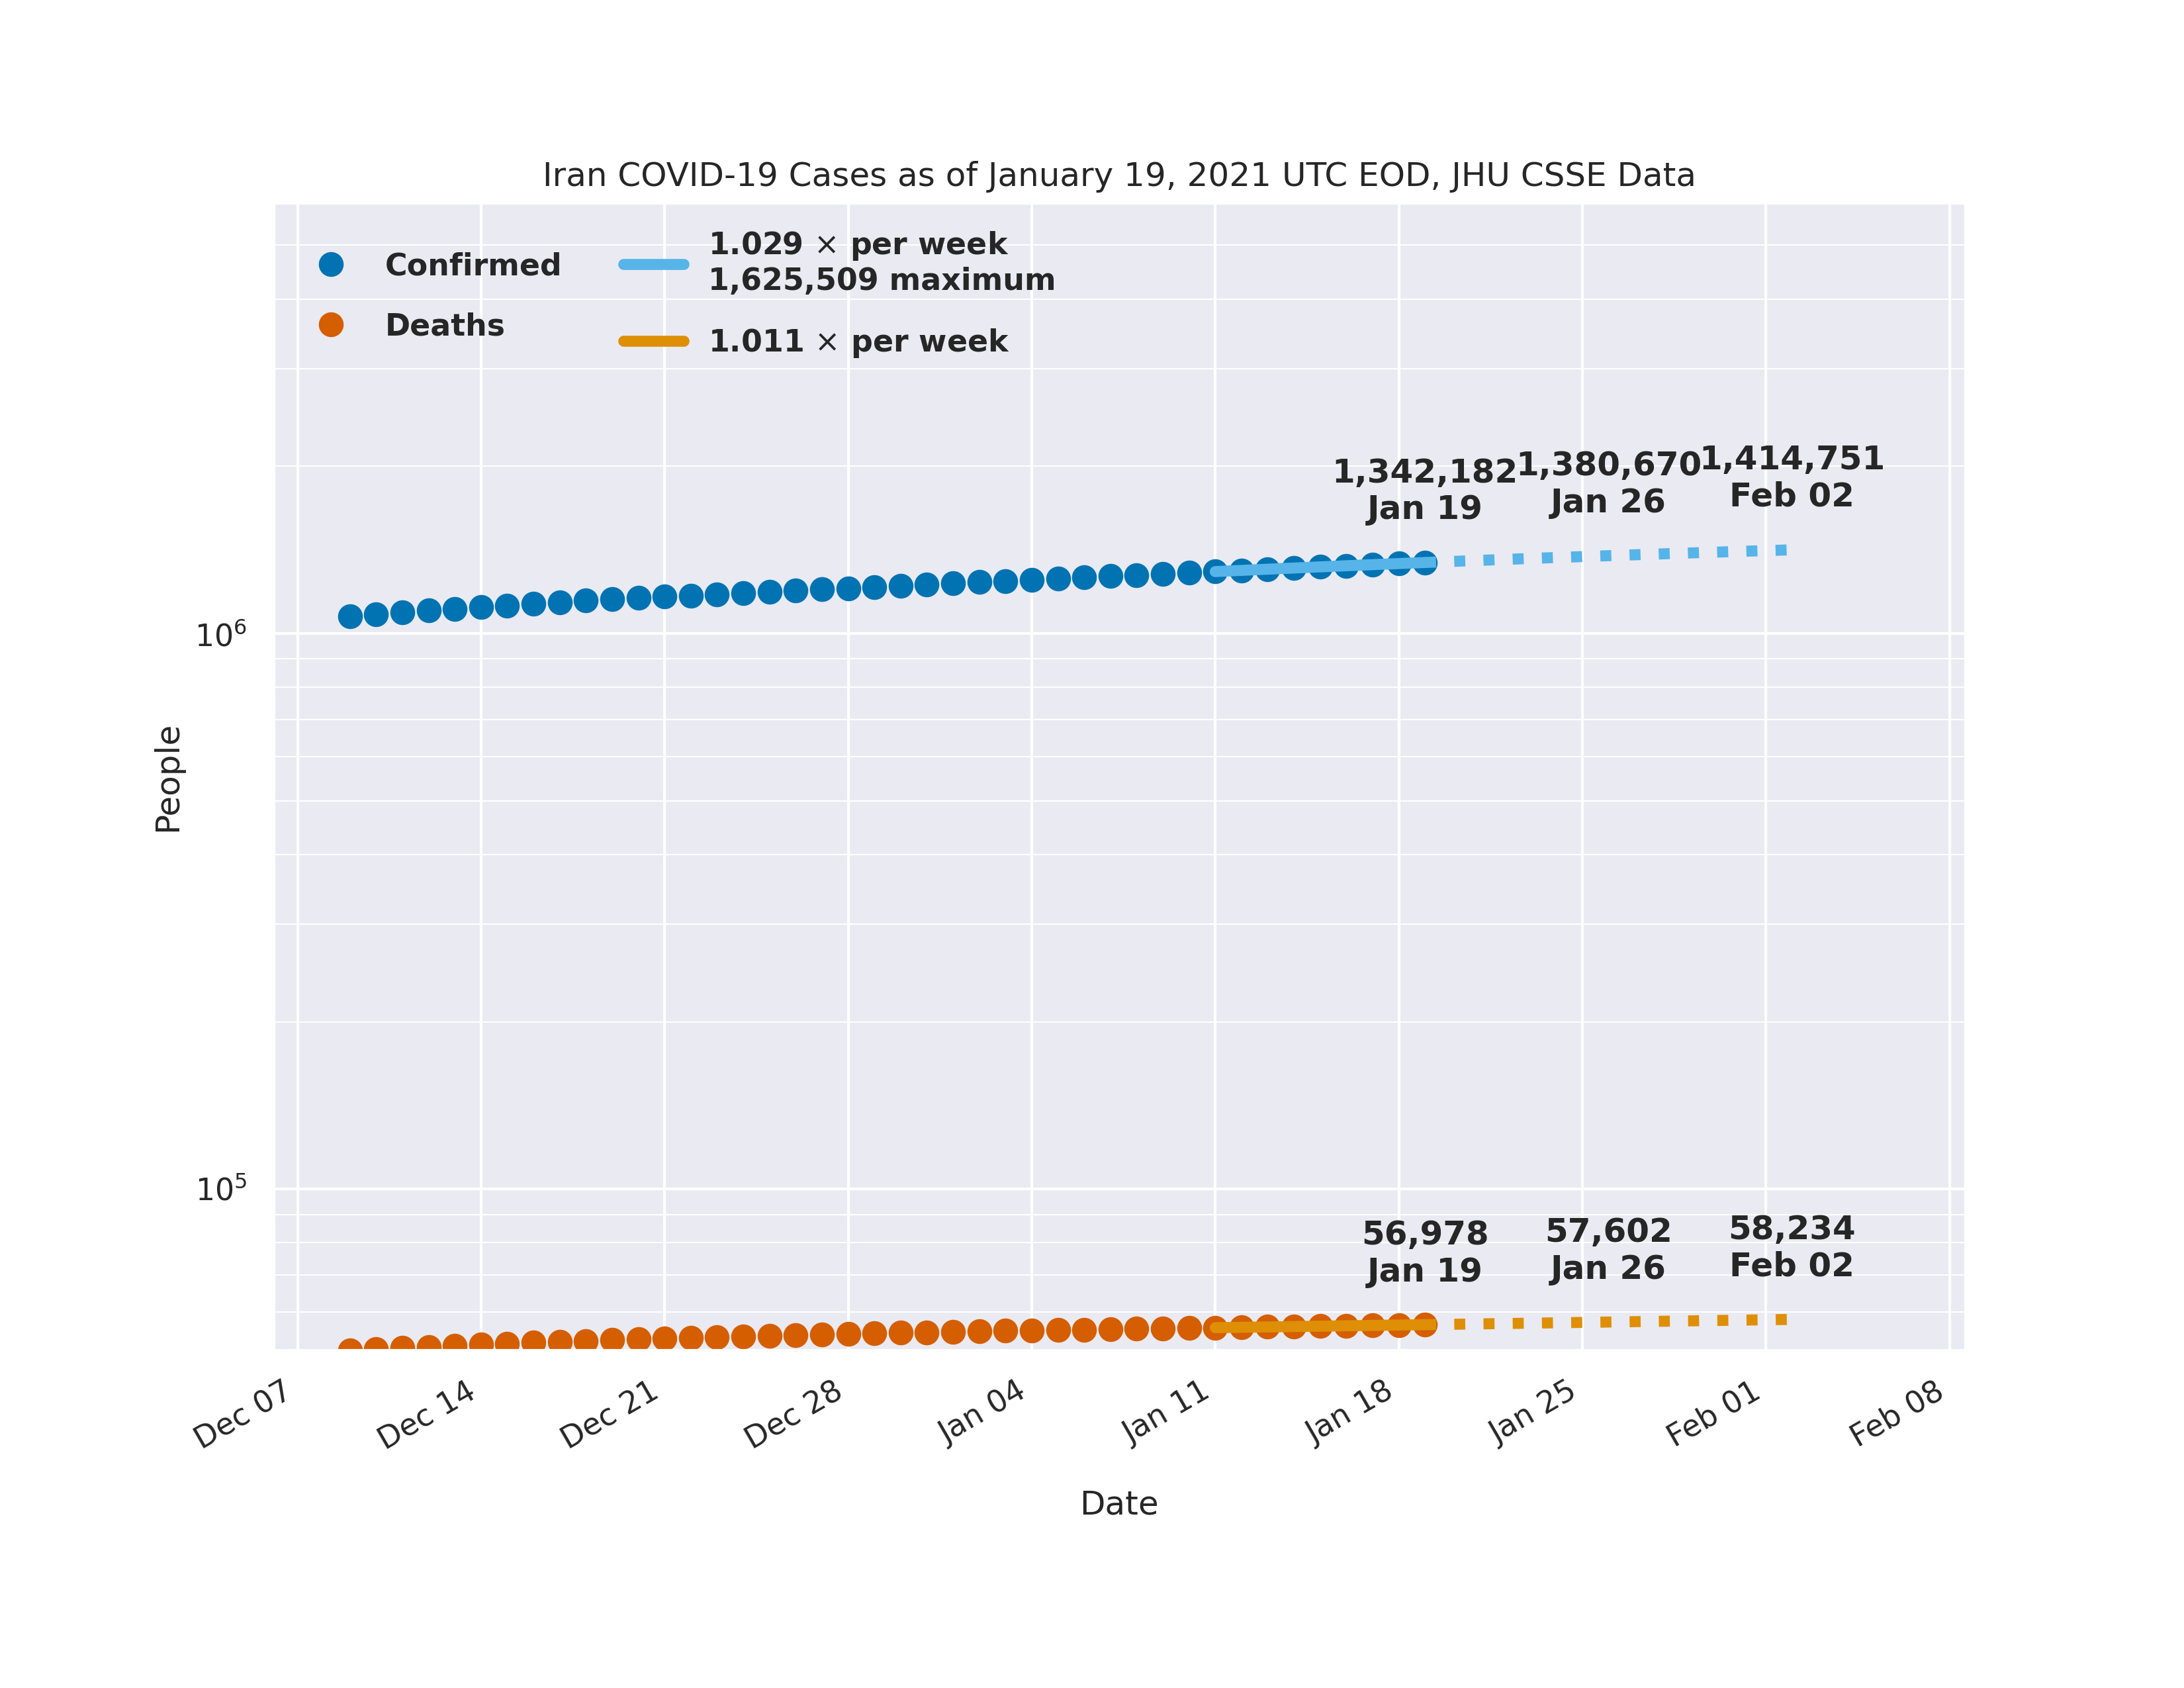 Iran COVID-19 Cases as of January 19, 2021 UTC EOD, JHU CSSE Data
Confirmed
Deaths
1.029 × per week
1,625,509 maximum
1.011 × per week
1,342,182
Jan 19
1,380,670
Jan 26
1,414,751
Feb 02
10⁶
People
10⁵
56,978
Jan 19
57,602
Jan 26
58,234
Feb 02
Dec 07
Dec 14
Dec 21
Dec 28
Jan 04
Jan 11
Jan 18
Jan 25
Feb 01
Feb 08
Date